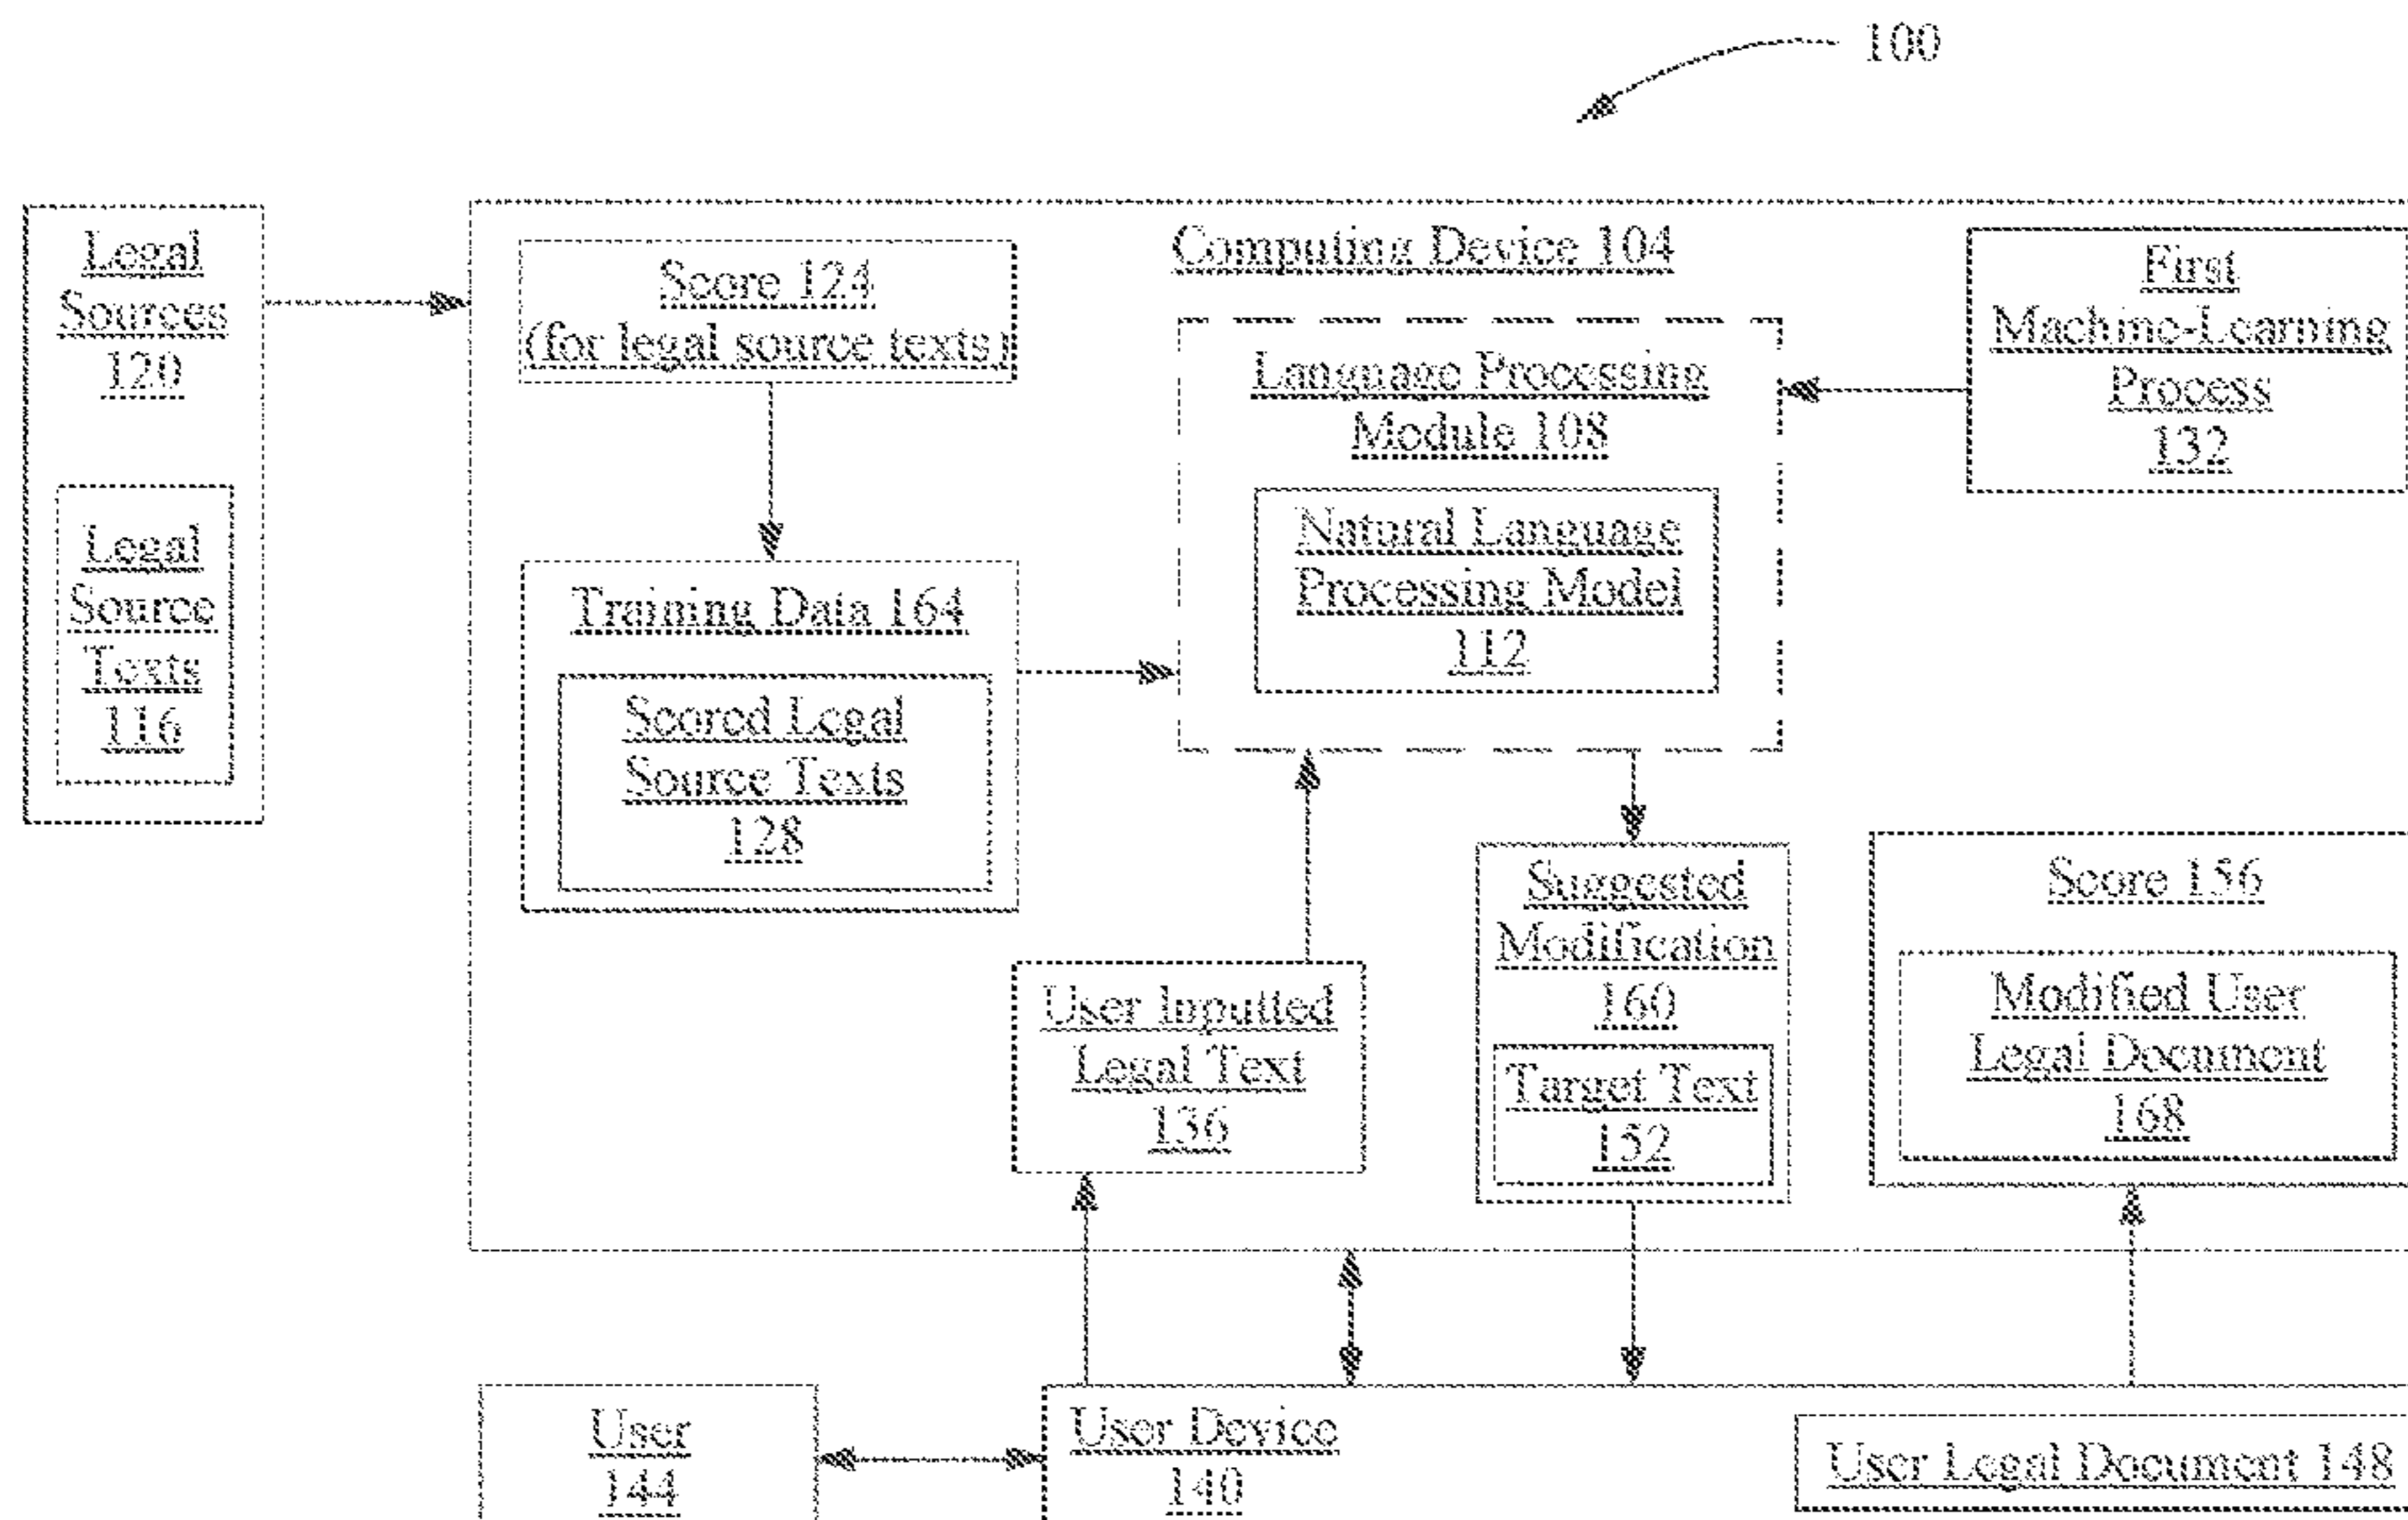 100
Legal
Sources
120
Legal
Source
Texts
116
Score 124
(for legal source texts)
Training Data 164
Scored Legal
Source Texts
128
Computing Device 104
Language Processing
Module 108
Natural Language
Processing Model
112
First
Machine-Learning
Process
132
User Inputted
Legal Text
136
Suggested
Modification
160
Target Text
152
Score 156
Modified User
Legal Document
168
User
144
User Device
140
User Legal Document 148